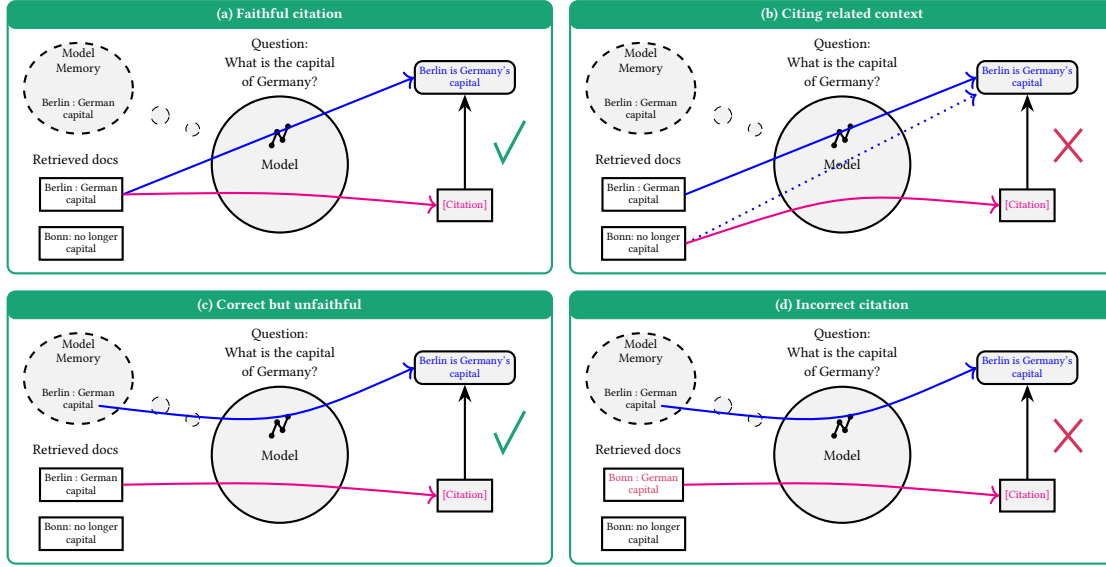 (a) Faithful citation
Model
Memory
Berlin : German
capital
Question:
What is the capital
of Germany?
Berlin is Germany's
capital
Retrieved docs
Berlin : German
capital
Bonn: no longer
capital
Model
[Citation]
(b) Citing related context
Model
Memory
Berlin : German
capital
Question:
What is the capital
of Germany?
Berlin is Germany's
capital
Retrieved docs
Berlin : German
capital
Bonn: no longer
capital
Model
[Citation]
(c) Correct but unfaithful
Model
Memory
Berlin : German
capital
Question:
What is the capital
of Germany?
Berlin is Germany's
capital
Retrieved docs
Berlin : German
capital
Bonn: no longer
capital
Model
[Citation]
(d) Incorrect citation
Model
Memory
Berlin : German
capital
Question:
What is the capital
of Germany?
Berlin is Germany's
capital
Retrieved docs
Bonn : German
capital
Bonn: no longer
capital
Model
[Citation]